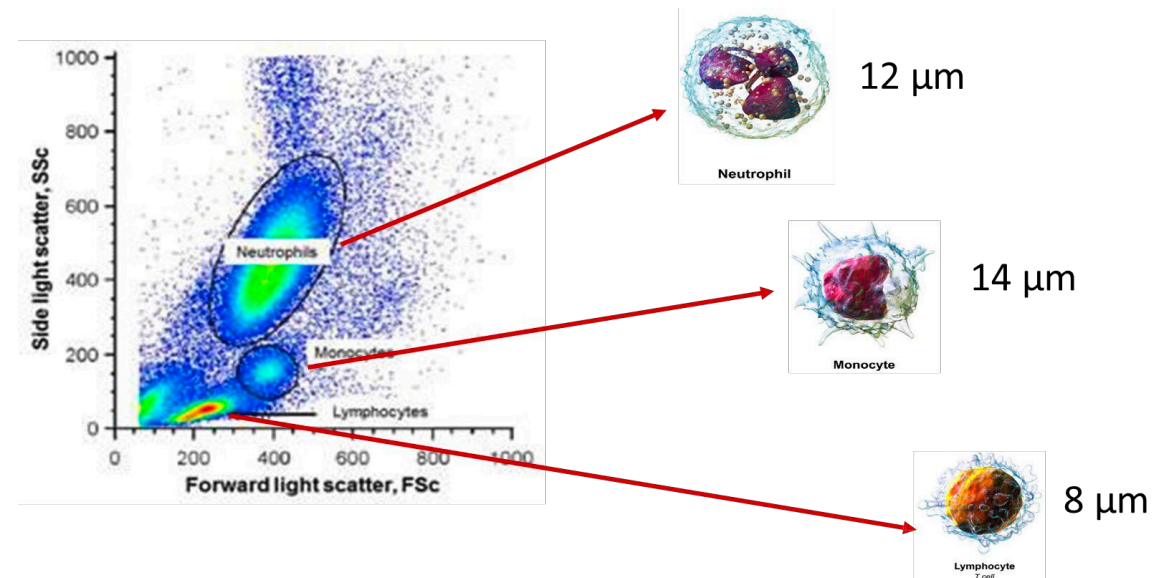 1000
800
600
400
200
0
Side light scatter, SSc
Neutrophils
Monocytes
Lymphocytes
0 200 400 600 800 1000
Forward light scatter, FSc
Neutrophil
12 µm
Monocyte
14 µm
Lymphocyte
T cell
8 µm